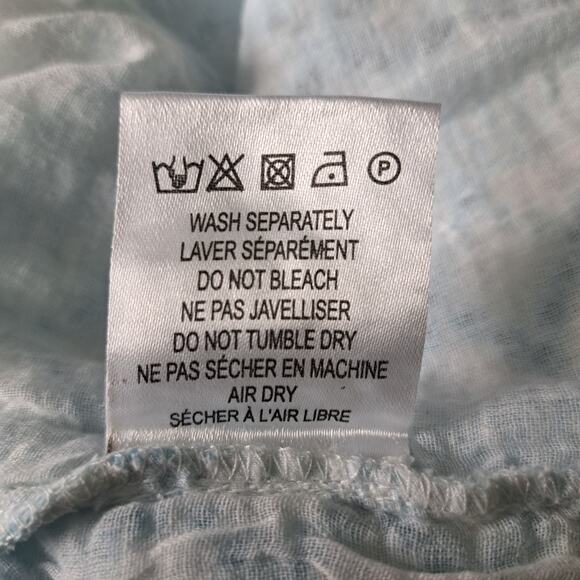 P
WASH SEPARATELY
LAVER SÉPARÉMENT
DO NOT BLEACH
NE PAS JAVELLISER
DO NOT TUMBLE DRY
NE PAS SÉCHER EN MACHINE
AIR DRY
SÉCHER À L'AIR LIBRE